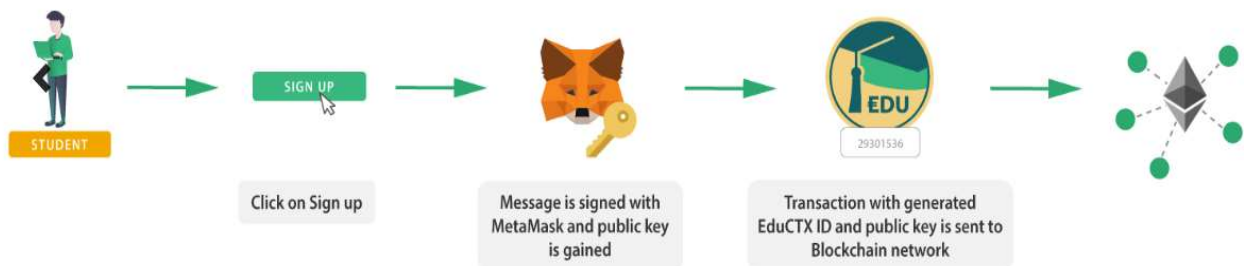 SIGN UP
EDU
29301536
STUDENT
Click on Sign up
Message is signed with
MetaMask and public key
is gained
Transaction with generated
EduCTX ID and public key is sent to
Blockchain network